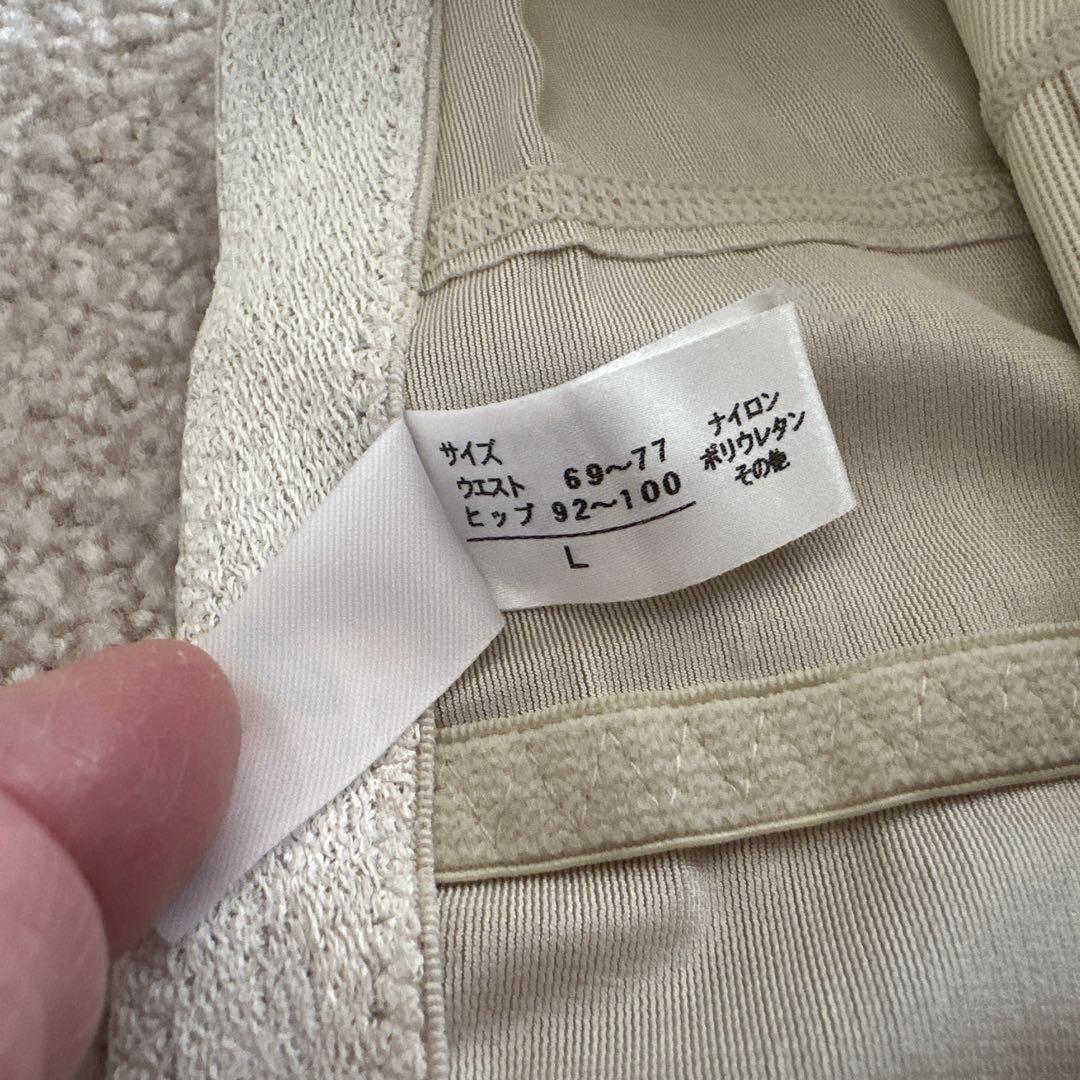 サイズ
ウエスト 69～77
ヒップ 92～100
L
ナイロン
ポリウレタン
その他